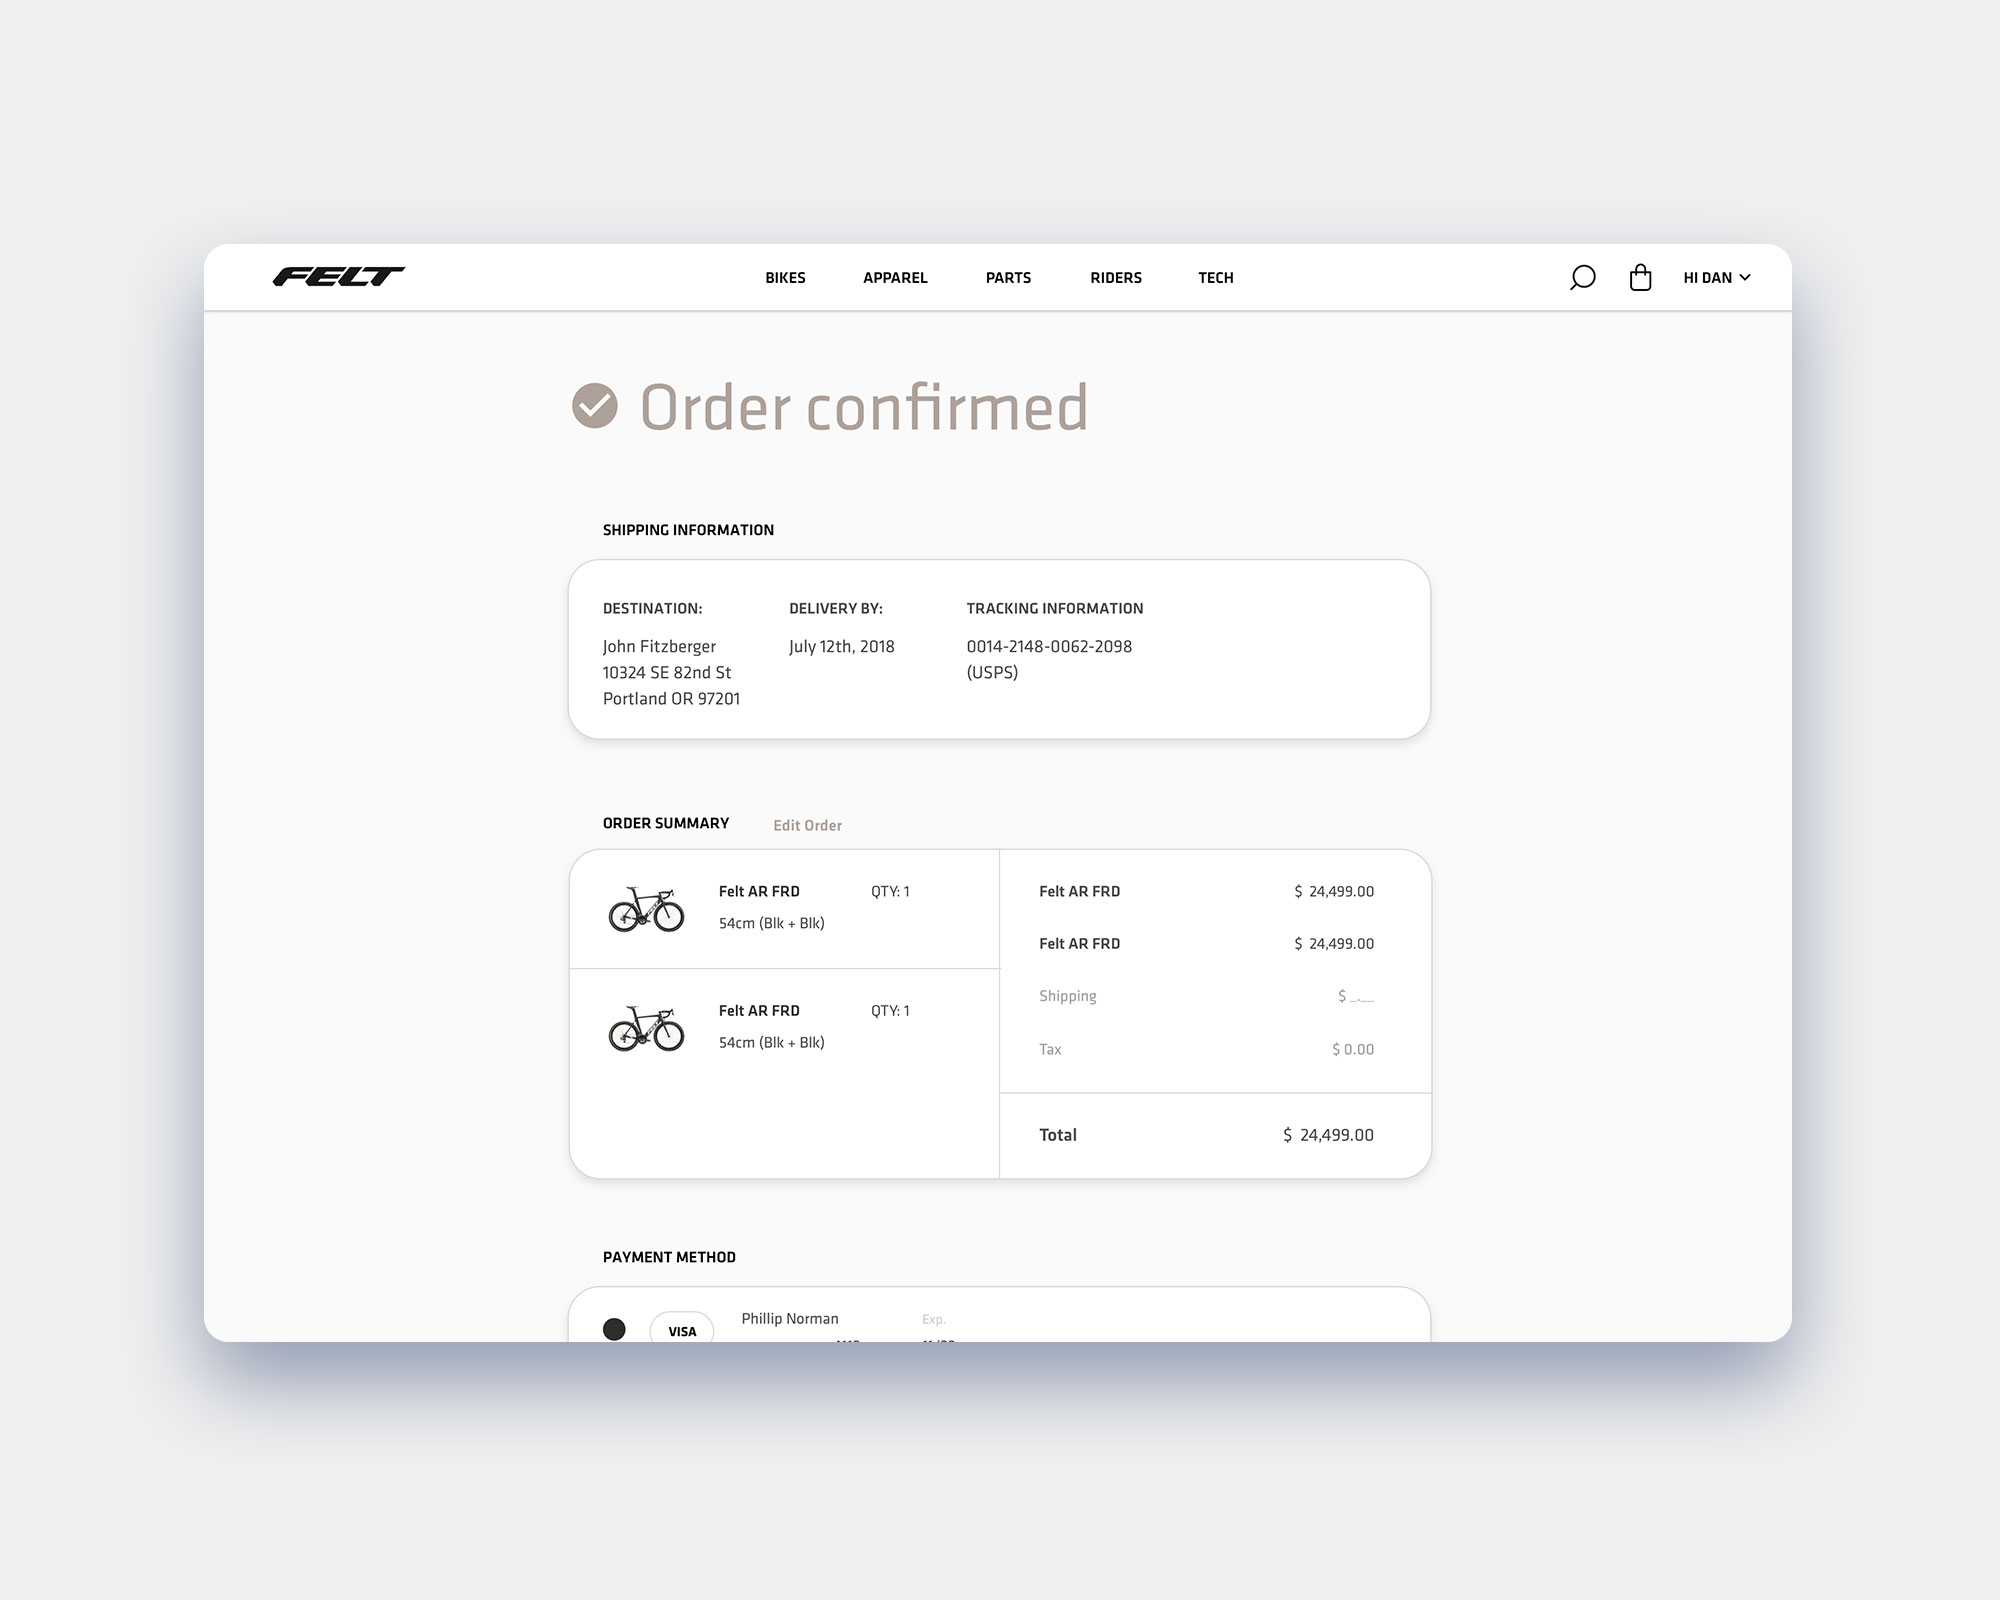 FELT
BIKES APPAREL PARTS RIDERS TECH HI DAN
Order confirmed
SHIPPING INFORMATION
DESTINATION: DELIVERY BY: TRACKING INFORMATION
John Fitzberger July 12th, 2018 0014-2148-0062-2098
10324 SE 82nd St (USPS)
Portland OR 97201
ORDER SUMMARY Edit Order
Felt AR FRD QTY: 1
54cm (Blk + Blk)
Felt AR FRD QTY: 1
54cm (Blk + Blk)
Felt AR FRD $ 24,499.00
Felt AR FRD $ 24,499.00
Shipping $ _.__
Tax $ 0.00
Total $ 24,499.00
PAYMENT METHOD
VISA Phillip Norman Exp.